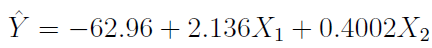 Ŷ = −62.96 + 2.136X₁ + 0.4002X₂